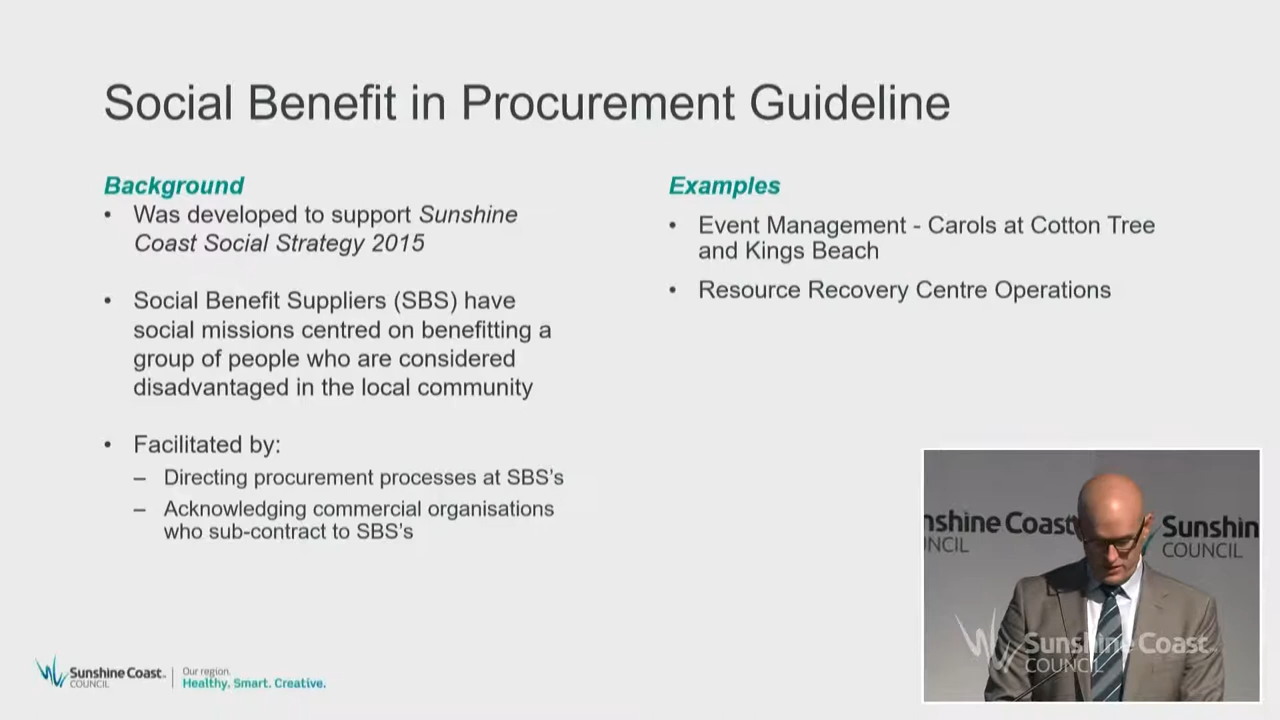 Social Benefit in Procurement Guideline
Background
• Was developed to support Sunshine
Coast Social Strategy 2015
• Social Benefit Suppliers (SBS) have
social missions centred on benefitting a
group of people who are considered
disadvantaged in the local community
• Facilitated by:
– Directing procurement processes at SBS's
– Acknowledging commercial organisations
who sub-contract to SBS's
Examples
• Event Management - Carols at Cotton Tree
and Kings Beach
• Resource Recovery Centre Operations
nshine Coast
NCIL
Sunshin
COUNCIL
Sunshine Coast
COUNCIL
Sunshine Coast
COUNCIL
Our region.
Healthy. Smart. Creative.